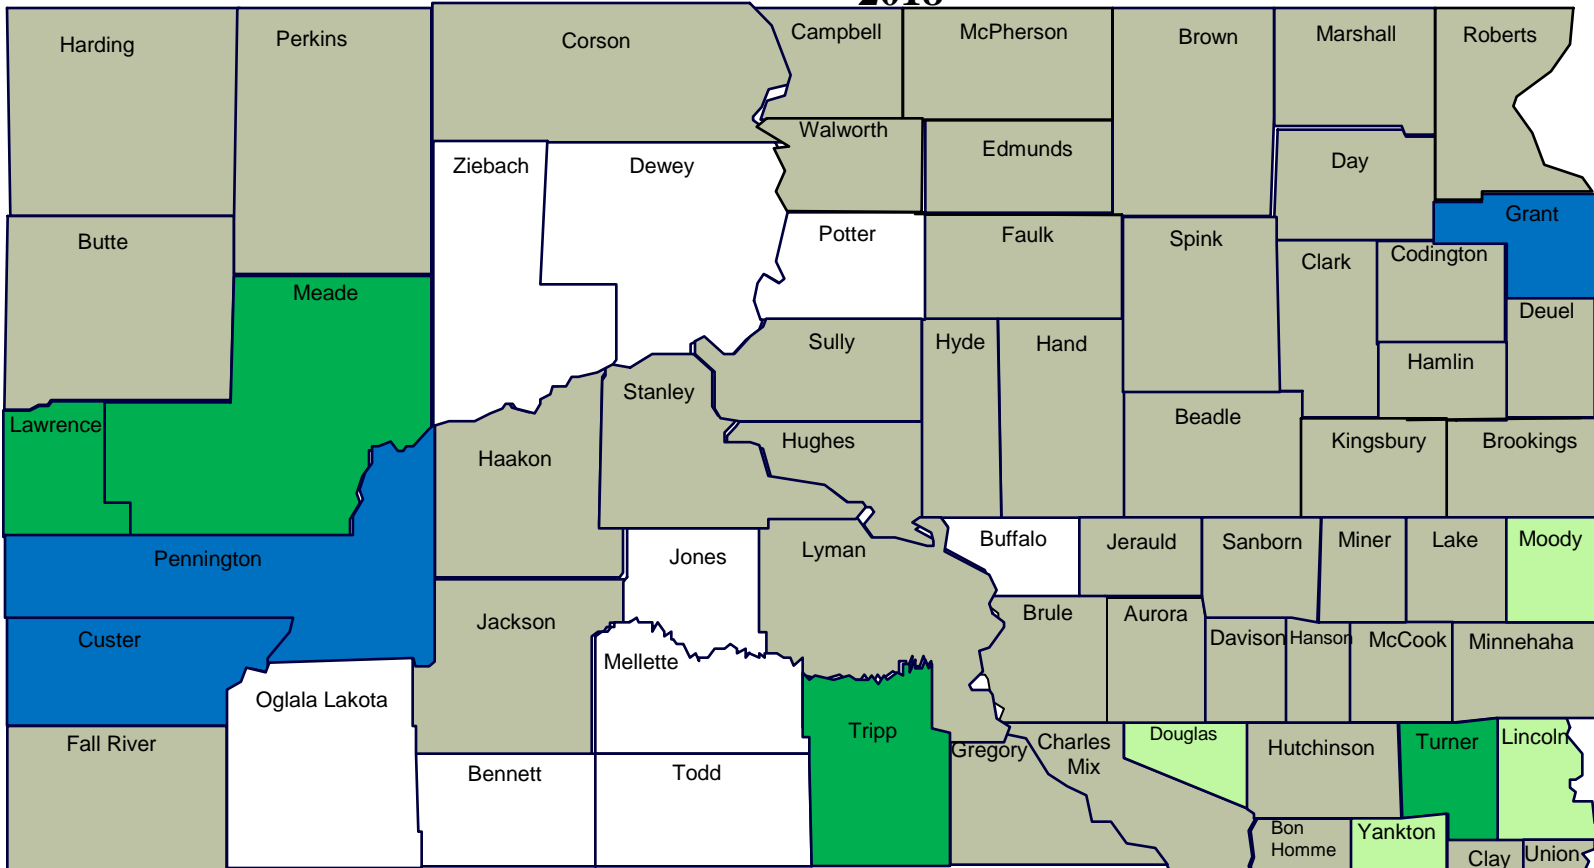 2018
Harding
Perkins
Corson
Campbell
McPherson
Brown
Marshall
Roberts
Walworth
Edmunds
Day
Ziebach
Dewey
Grant
Butte
Potter
Faulk
Spink
Clark
Codington
Meade
Deuel
Sully
Hyde
Hand
Hamlin
Stanley
Lawrence
Beadle
Hughes
Kingsbury
Brookings
Haakon
Buffalo
Jerauld
Sanborn
Miner
Lake
Moody
Pennington
Jones
Lyman
Brule
Aurora
Jackson
Custer
Davison
Hanson
McCook
Minnehaha
Mellette
Oglala Lakota
Tripp
Fall River
Gregory
Charles
Mix
Douglas
Hutchinson
Turner
Lincoln
Bennett
Todd
Bon
Homme
Yankton
Clay
Union